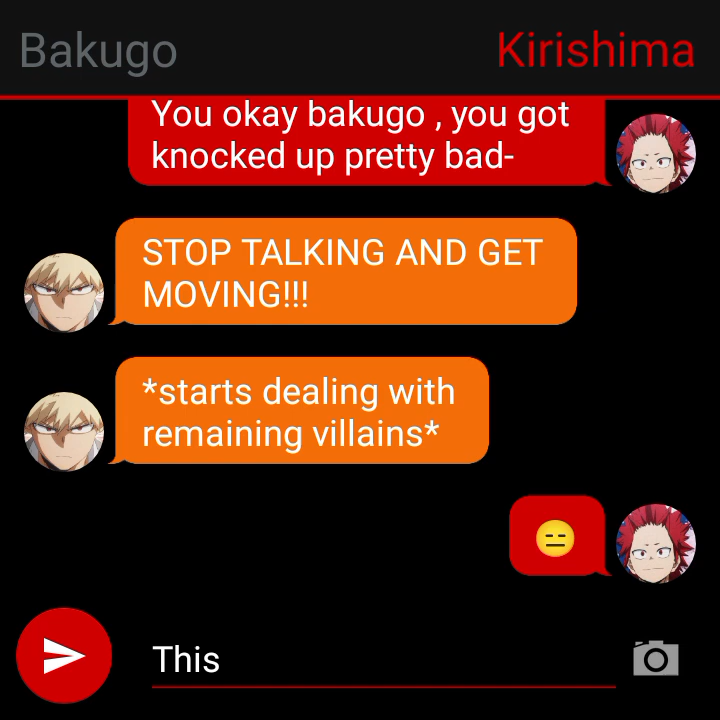 Bakugo
Kirishima
You okay bakugo , you got
knocked up pretty bad-
STOP TALKING AND GET
MOVING!!!
*starts dealing with
remaining villains*
😑
This